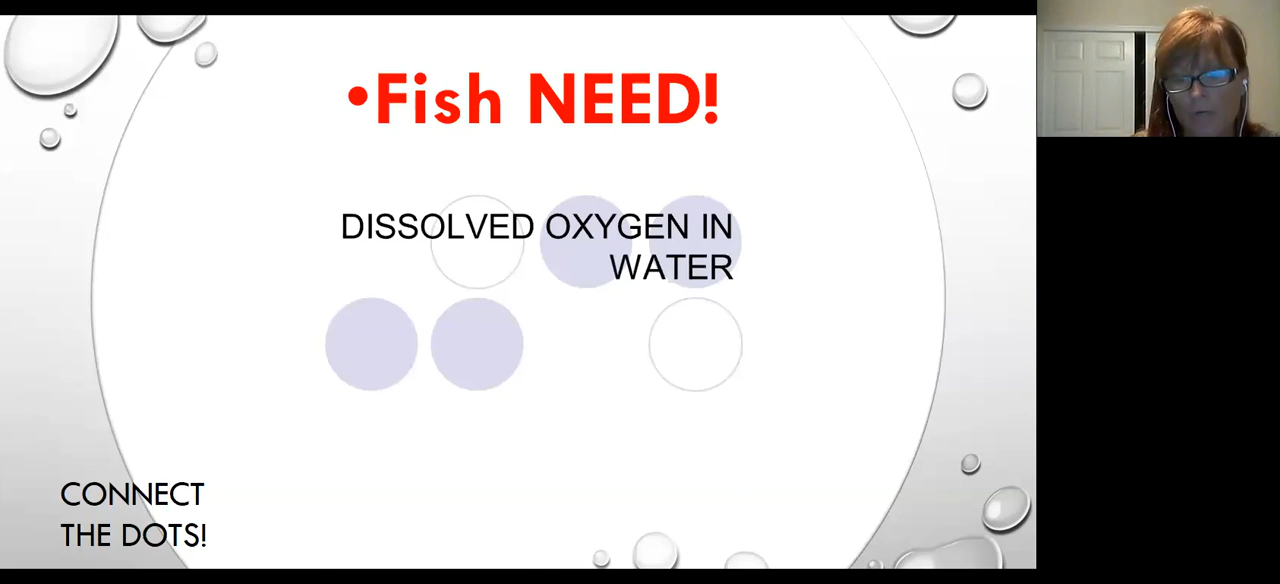 •Fish NEED!
DISSOLVED OXYGEN IN
WATER
CONNECT
THE DOTS!